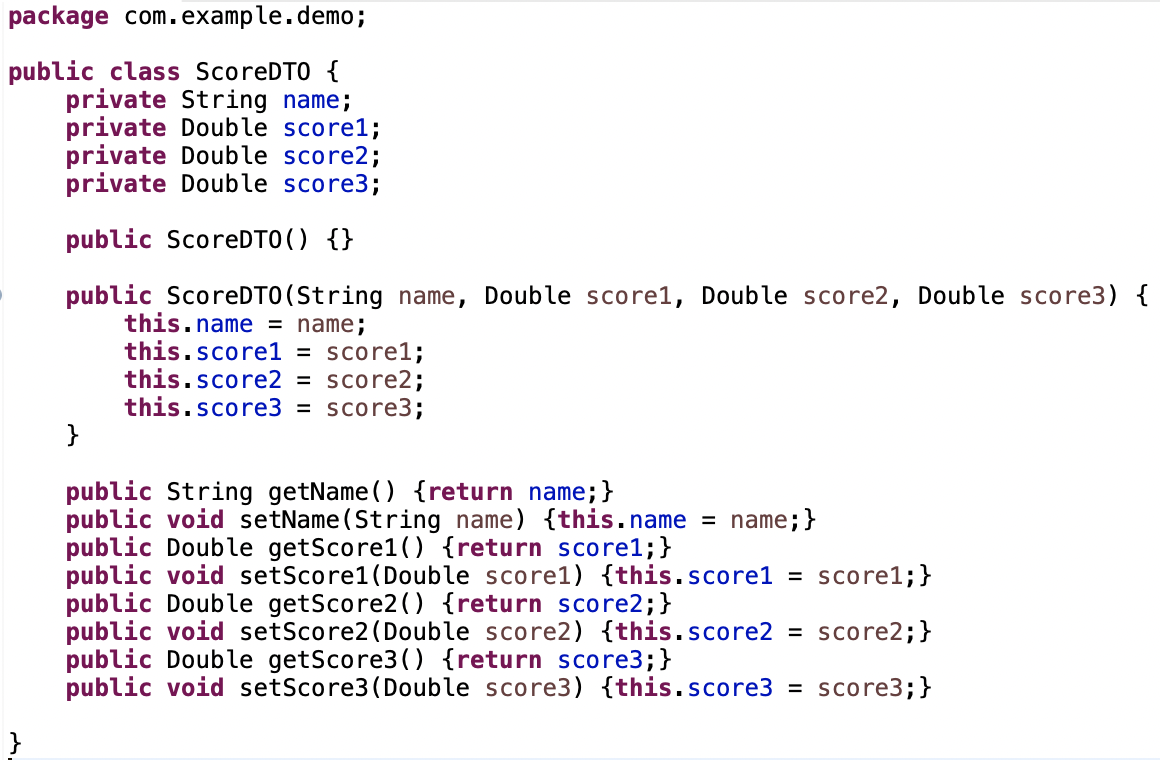 package com.example.demo;
public class ScoreDTO {
private String name;
private Double score1;
private Double score2;
private Double score3;
public ScoreDTO() {}
public ScoreDTO(String name, Double score1, Double score2, Double score3) {
this.name = name;
this.score1 = score1;
this.score2 = score2;
this.score3 = score3;
}
public String getName() {return name;}
public void setName(String name) {this.name = name;}
public Double getScore1() {return score1;}
public void setScore1(Double score1) {this.score1 = score1;}
public Double getScore2() {return score2;}
public void setScore2(Double score2) {this.score2 = score2;}
public Double getScore3() {return score3;}
public void setScore3(Double score3) {this.score3 = score3;}
}